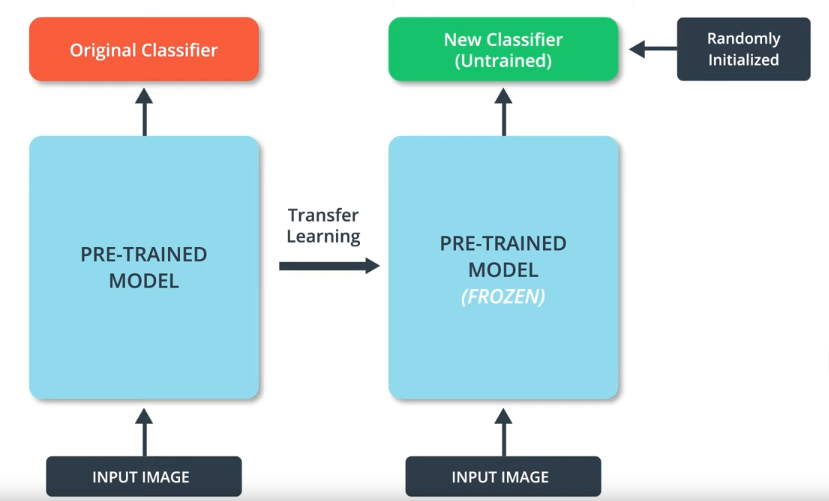 Original Classifier
New Classifier
(Untrained)
Randomly
Initialized
PRE-TRAINED
MODEL
Transfer
Learning
PRE-TRAINED
MODEL
(FROZEN)
INPUT IMAGE
INPUT IMAGE